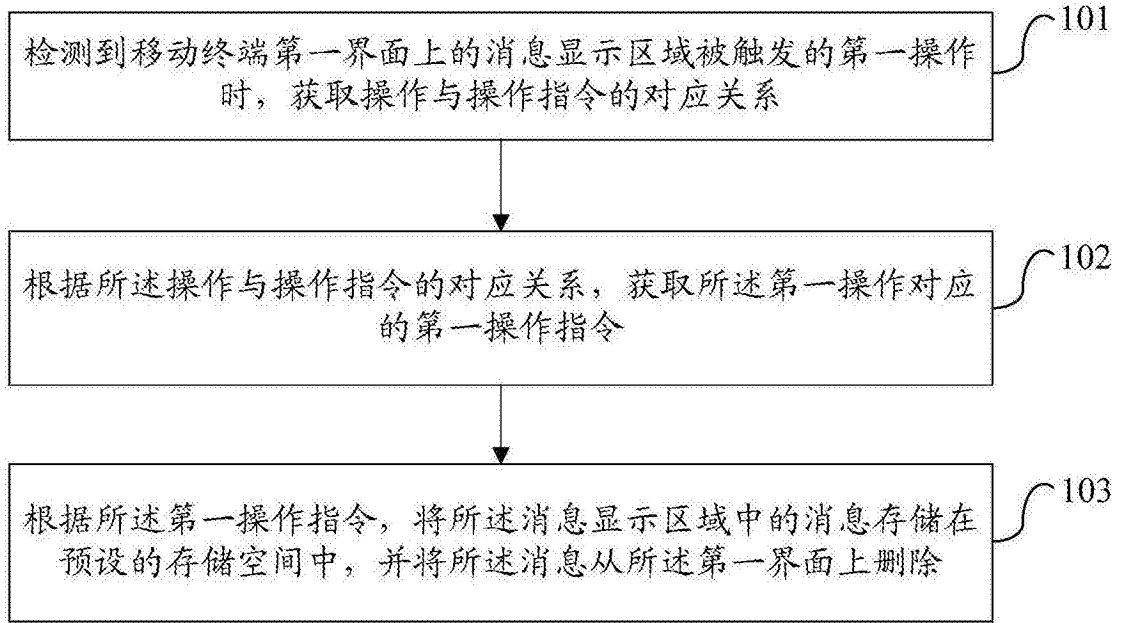 101
检测到移动终端第一界面上的消息显示区域被触发的第一操作
时，获取操作与操作指令的对应关系
102
根据所述操作与操作指令的对应关系，获取所述第一操作对应
的第一操作指令
103
根据所述第一操作指令，将所述消息显示区域中的消息存储在
预设的存储空间中，并将所述消息从所述第一界面上删除